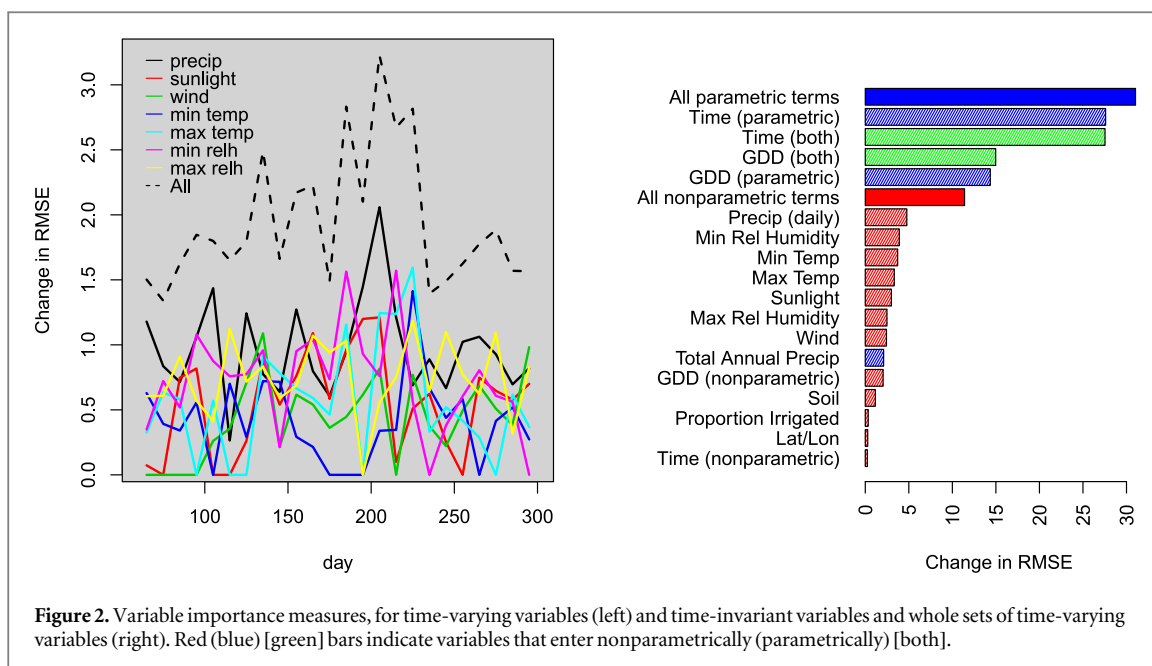 precip
sunlight
wind
min temp
max temp
min relh
max relh
All
Change in RMSE
0.0
0.5
1.0
1.5
2.0
2.5
3.0
100
150
200
250
300
day
All parametric terms
Time (parametric)
Time (both)
GDD (both)
GDD (parametric)
All nonparametric terms
Precip (daily)
Min Rel Humidity
Min Temp
Max Temp
Sunlight
Max Rel Humidity
Wind
Total Annual Precip
GDD (nonparametric)
Soil
Proportion Irrigated
Lat/Lon
Time (nonparametric)
0
5
10
15
20
25
30
Change in RMSE
Figure 2. Variable importance measures, for time-varying variables (left) and time-invariant variables and whole sets of time-varying
variables (right). Red (blue) [green] bars indicate variables that enter nonparametrically (parametrically) [both].